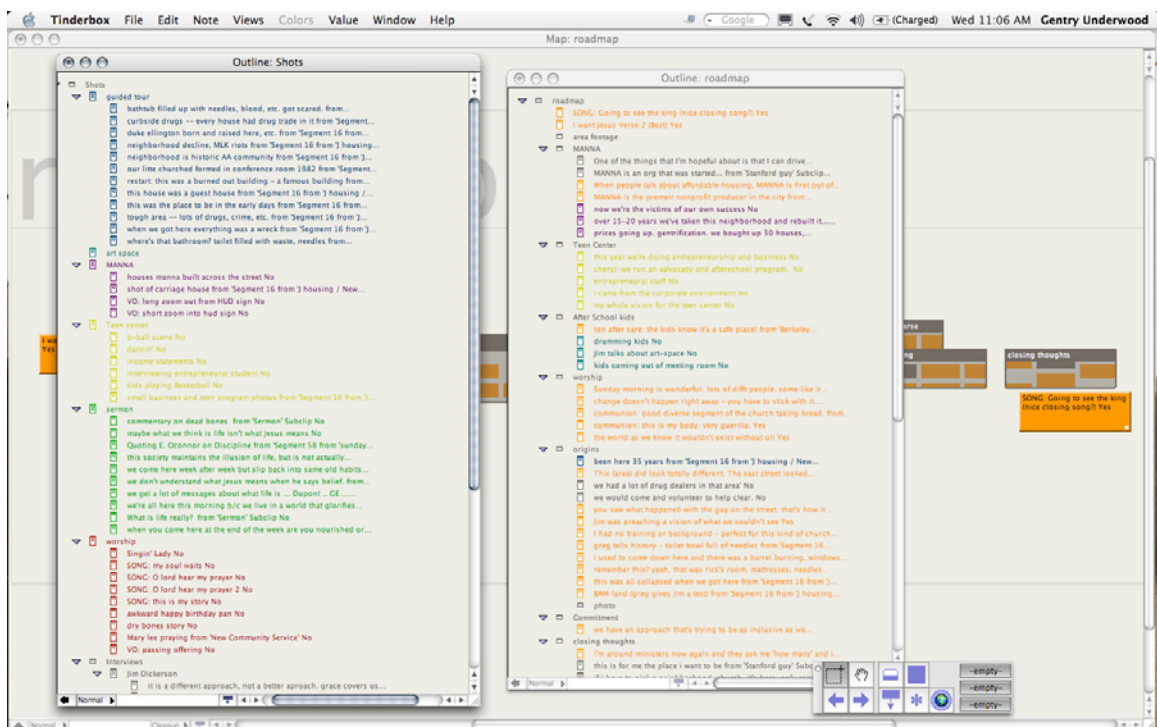 Tinderbox File Edit Note Views Colors Value Window Help Google (Charged) Wed 11:06 AM Gentry Underwood
Map: roadmap
Outline: Shots
Shots
guided tour
bathtub filled up with needles, blood, etc. got scared. from...
curbside drugs -- every house had drug trade in it from 'Segment...
duke ellington born and raised here, etc. from 'Segment 16 from...
neighborhood decline, MLK riots from 'Segment 16 from ') housing...
neighborhood is historic AA community from 'Segment 16 from ')...
our litte churched formed in conference room 1982 from 'Segment...
restart: this was a burned out building - a famous building from...
this house was a guest house from 'Segment 16 from ') housing /...
this was the place to be in the early days from 'Segment 16 from...
tough area -- lots of drugs, crime, etc. from 'Segment 16 from ')...
when we got here everything was a wreck from 'Segment 16 from ')...
where's that bathroom? toilet filled with waste, needles from...
art space
MANNA
houses manna built across the street No
shot of carriage house from 'Segment 16 from ') housing / New...
VO: long zoom out from HUD sign No
VO: short zoom into hud sign No
Teen center
b-ball scene No
dancin' No
income statements No
interviewing entrepreneurial student No
kids playing Basketball No
small business and teen program photos from 'Segment 16 from ')...
sermon
commentary on dead bones from 'Sermon' Subclip No
maybe what we think is life isn't what jesus means No
Quoting E. Oconnor on Discipline from 'Segment 58 from 'sunday...
this society maintains the illusion of life, but is not actually...
we come here week after week but slip back into same old habits...
we don't understand what jesus means when he says belief. from...
we get a lot of messages about what life is ... Dupont .. GE ......
we're all here this morning b/c we live in a world that glorifies...
What is life really? from 'Sermon' Subclip No
when you come here at the end of the week are you nourished or...
worship
Singin' Lady No
SONG: my soul waits No
SONG: O lord hear my prayer No
SONG: O lord hear my prayer 2 No
SONG: this is my story No
awkward happy birthday pan No
dry bones story No
Mary lee praying from 'New Community Service' No
VO: passing offering No
Interviews
Jim Dickerson
it is a different approach, not a better aproach. grace covers us...
Normal
Outline: roadmap
roadmap
SONG: Going to see the king (nice closing song?) Yes
I want Jesus Verse 2 (Best) Yes
area footage
MANNA
One of the things that I'm hopeful about is that I can drive...
MANNA is an org that was started... from 'Stanford guy' Subclip...
When people talk about affordable housing, MANNA is first out of...
MANNA is the premeir nonprofit producer in the city from...
now we're the victims of our own success No
over 15-20 years we've taken this neighborhood and rebuilt it......
prices going up. gentrification. we bought up 30 houses,...
Teen Center
this year we're doing entrepreneurship and business No
cheryl: we run an advocacy and afterschool program. No
entrepreneurial stuff No
i came from the corporate environment No
my whole vision for the teen center No
After School kids
(on after care: the kids know it's a safe place) from 'Berkeley...
drumming kids No
Jim talks about art-space No
kids coming out of meeting room No
worship
Sunday morning is wonderful. lots of difft people. some like it...
change doesn't happen right away - you have to stick with it....
communion: good diverse segment of the church taking bread. from...
communion: this is my body: very guerilla. Yes
the world as we know it wouldn't exist without oil Yes
origins
been here 35 years from 'Segment 16 from ') housing / New...
This (area) did look totally different. The east street looked...
we had a lot of drug dealers in that area' No
we would come and volunteer to help clear. No
you saw what happened with the guy on the street, that's how it...
Jim was preaching a vision of what we couldn't see Yes
I had no training or background - perfect for this kind of church...
greg tells history - toilet bowl full of needles from 'Segment 16...
i used to come down here and there was a barrel burning, windows...
remember this? yeah, that was rick's room. mattresses, needles...
this was all collapsed when we got here from 'Segment 16 from ')...
BAM land (greg gives jim a text) from 'Segment 16 from ') housing...
photo
Commitment
we have an approach that's trying to be as inclusive as we...
closing thoughts
I'm around ministers now again and they ask me 'how many' and i...
this is for me the place i want to be from 'Stanford guy'
Normal
I wa
Yes
closing thoughts
SONG: Going to see the king
(nice closing song?) Yes
-empty-
-empty-
-empty-
Normal Cleanup